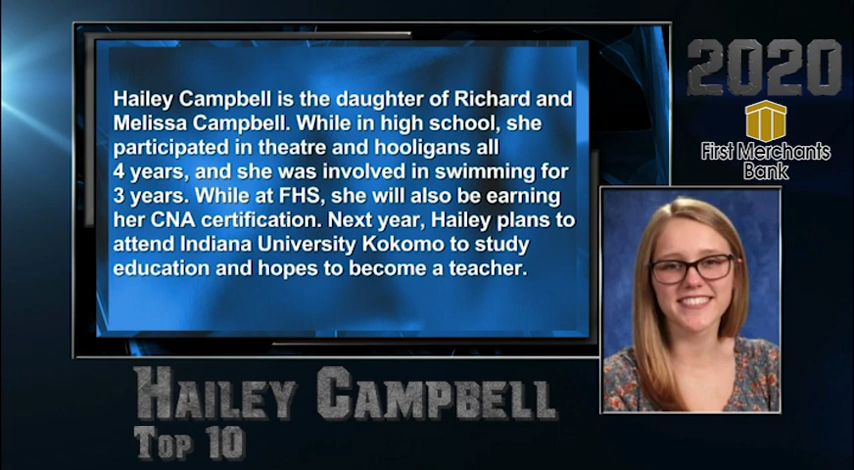 Hailey Campbell is the daughter of Richard and
Melissa Campbell. While in high school, she
participated in theatre and hooligans all
4 years, and she was involved in swimming for
3 years. While at FHS, she will also be earning
her CNA certification. Next year, Hailey plans to
attend Indiana University Kokomo to study
education and hopes to become a teacher.
2020
First Merchants
Bank
HAILEY CAMPBELL
TOP 10